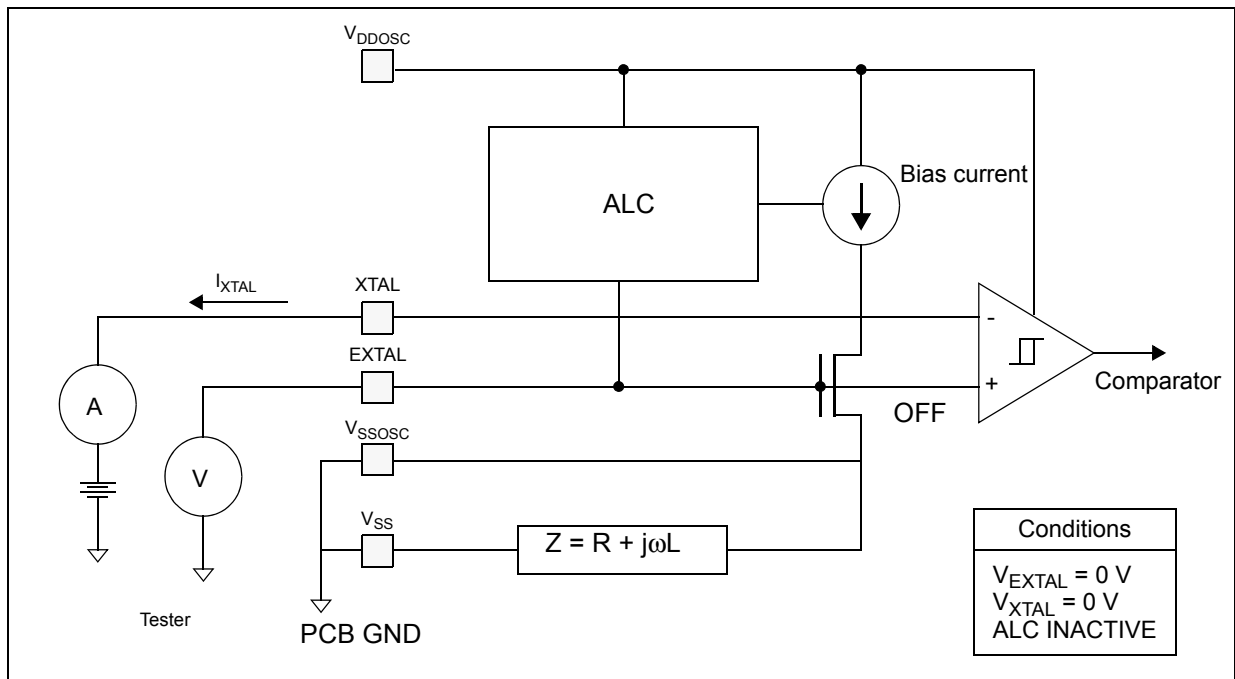 VDDOSC
Bias current
ALC
IXTAL
XTAL
-
EXTAL
+
Comparator
A
OFF
VSSOSC
V
VSS
Z = R + jωL
Conditions
VEXTAL = 0 V
VXTAL = 0 V
ALC INACTIVE
Tester
PCB GND